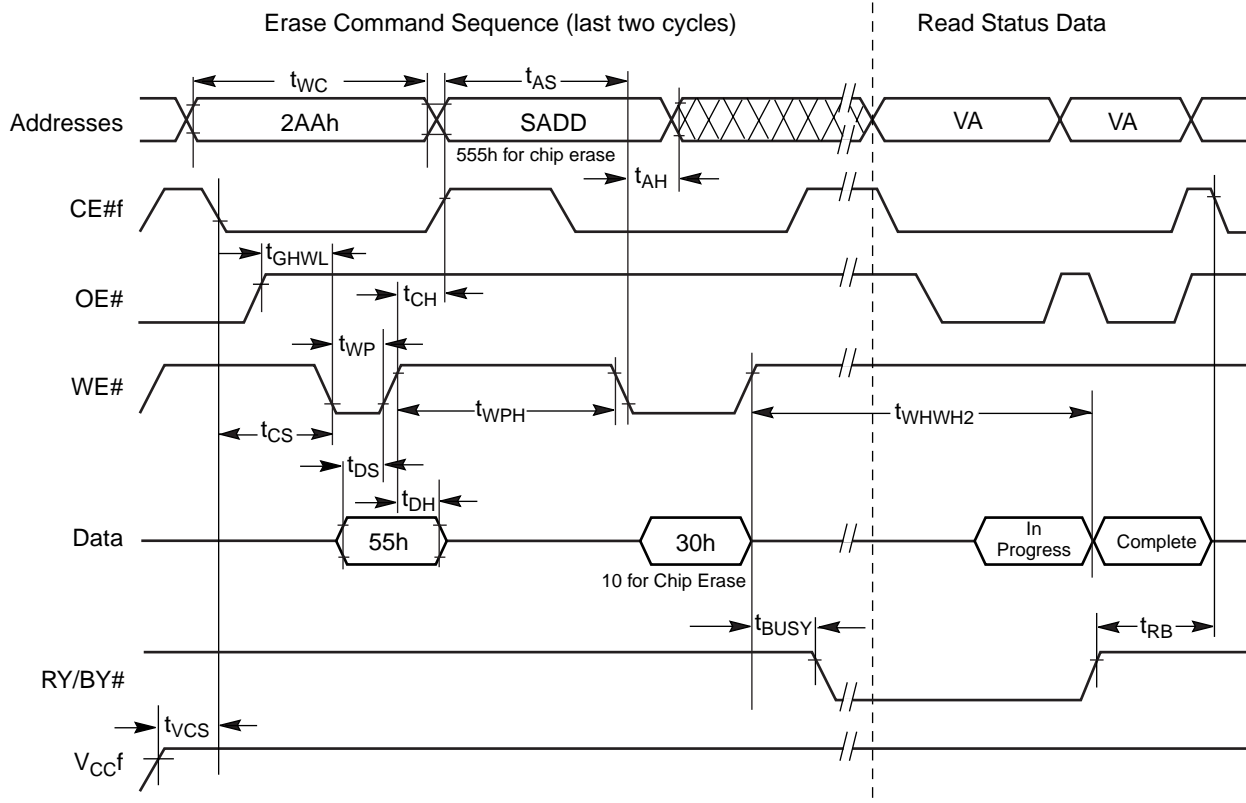 Erase Command Sequence (last two cycles)
Read Status Data
tWC
tAS
Addresses
2AAh
SADD
VA
VA
555h for chip erase
tAH
CE#f
tGHWL
OE#
tCH
tWP
WE#
tWPH
tWHWH2
tCS
tDS
tDH
Data
55h
30h
In
Progress
Complete
10 for Chip Erase
tBUSY
tRB
RY/BY#
tVCS
VCCf